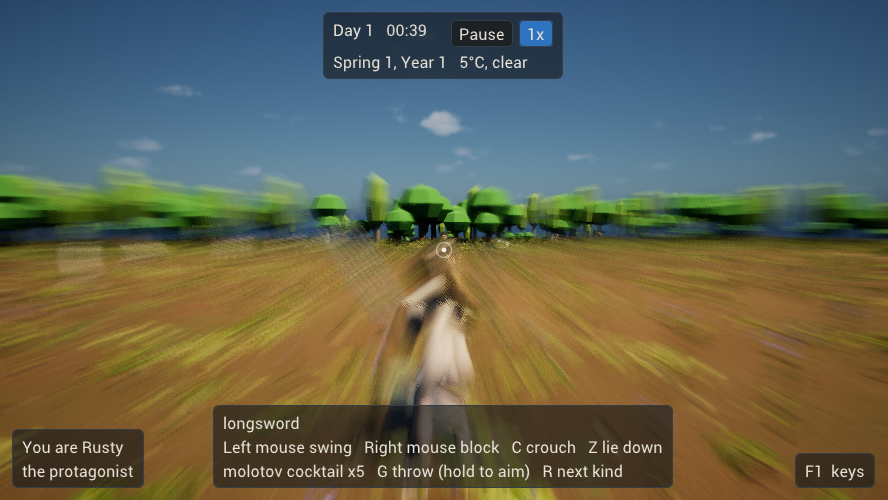 Day 1 00:39 Pause 1x
Spring 1, Year 1 5°C, clear
longsword
Left mouse swing Right mouse block C crouch Z lie down
molotov cocktail x5 G throw (hold to aim) R next kind
You are Rusty
the protagonist
F1 keys